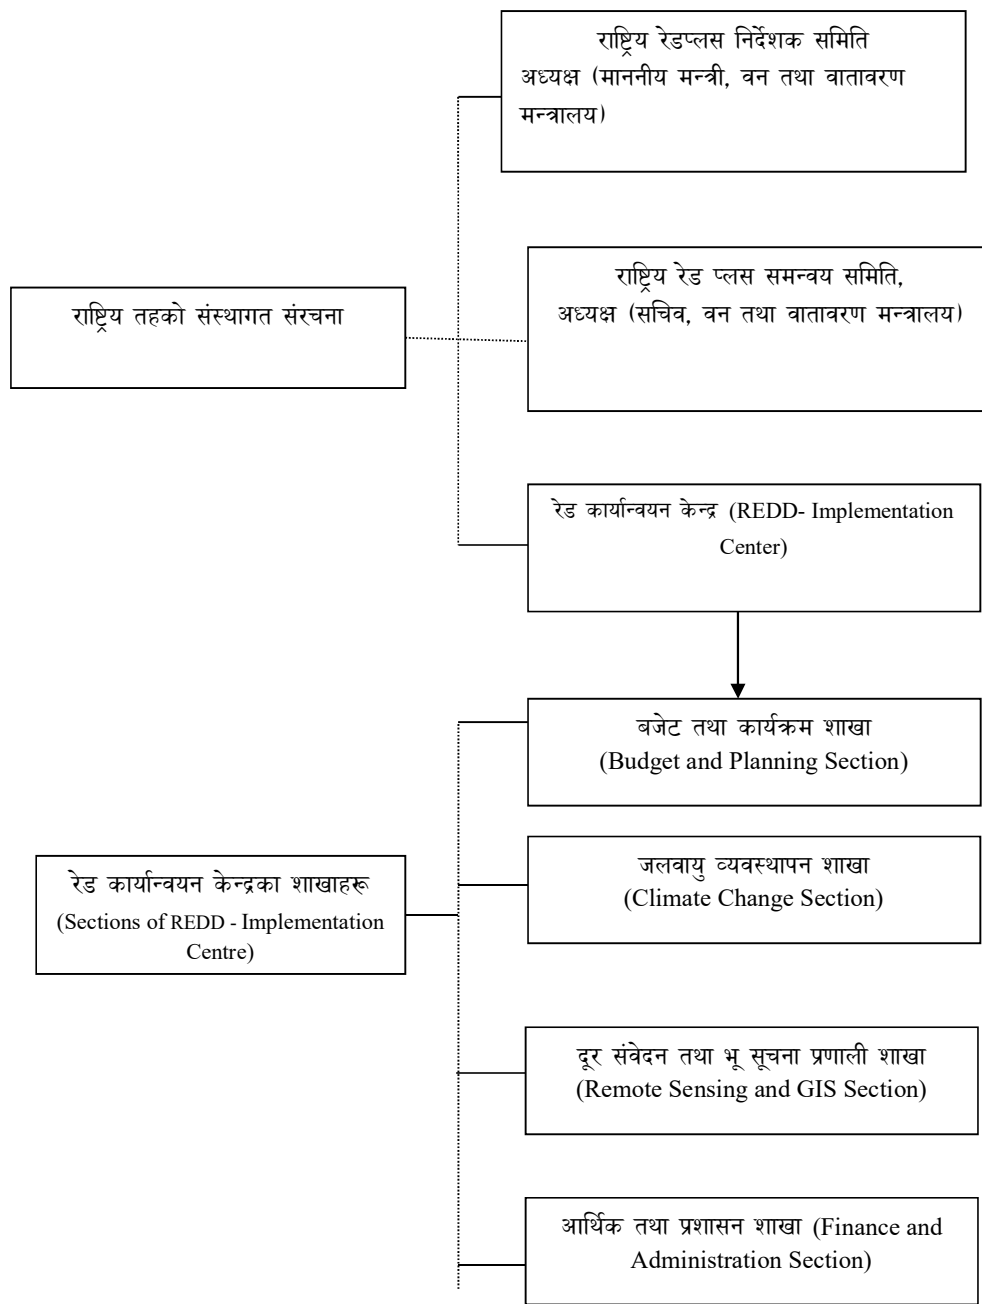 राष्ट्रिय रेडप्लस निर्देशक समिति
अध्यक्ष (माननीय मन्त्री, वन तथा वातावरण
मन्त्रालय)
राष्ट्रिय तहको संस्थागत संरचना
राष्ट्रिय रेड प्लस समन्वय समिति,
अध्यक्ष (सचिव, वन तथा वातावरण मन्त्रालय)
रेड कार्यान्वयन केन्द्र (REDD- Implementation
Center)
बजेट तथा कार्यक्रम शाखा
(Budget and Planning Section)
रेड कार्यान्वयन केन्द्रका शाखाहरू
(Sections of REDD - Implementation
Centre)
जलवायु व्यवस्थापन शाखा
(Climate Change Section)
दूर संवेदन तथा भू सूचना प्रणाली शाखा
(Remote Sensing and GIS Section)
आर्थिक तथा प्रशासन शाखा (Finance and
Administration Section)